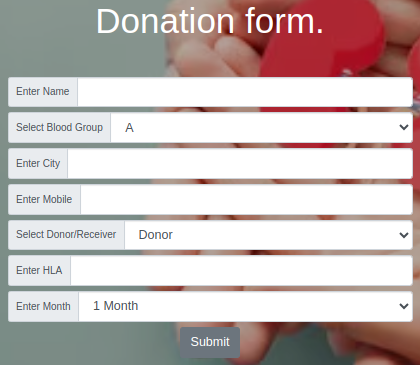 Donation form.
Enter Name
Select Blood Group A
Enter City
Enter Mobile
Select Donor/Receiver Donor
Enter HLA
Enter Month 1 Month
Submit